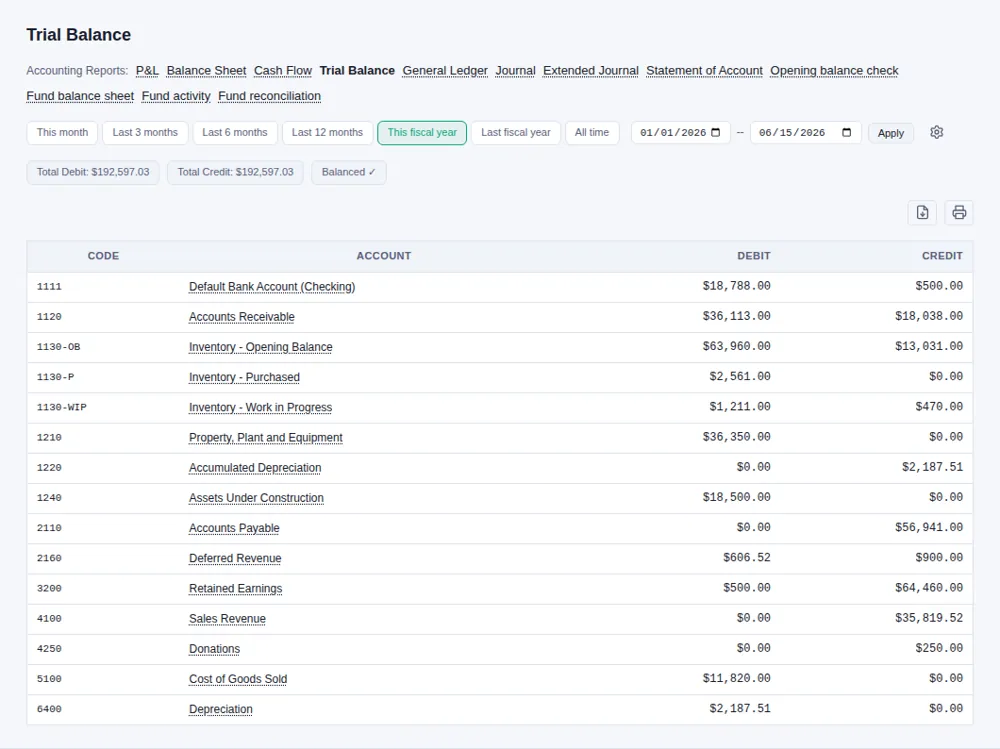 Trial Balance
Accounting Reports: P&L Balance Sheet Cash Flow Trial Balance General Ledger Journal Extended Journal Statement of Account Opening balance check
Fund balance sheet Fund activity Fund reconciliation
This month Last 3 months Last 6 months Last 12 months This fiscal year Last fiscal year All time 01/01/2026 -- 06/15/2026 Apply
Total Debit: $192,597.03 Total Credit: $192,597.03 Balanced ✓
CODE ACCOUNT DEBIT CREDIT
1111 Default Bank Account (Checking) $18,788.00 $500.00
1120 Accounts Receivable $36,113.00 $18,038.00
1130-OB Inventory - Opening Balance $63,960.00 $13,031.00
1130-P Inventory - Purchased $2,561.00 $0.00
1130-WIP Inventory - Work in Progress $1,211.00 $470.00
1210 Property, Plant and Equipment $36,350.00 $0.00
1220 Accumulated Depreciation $0.00 $2,187.51
1240 Assets Under Construction $18,500.00 $0.00
2110 Accounts Payable $0.00 $56,941.00
2160 Deferred Revenue $606.52 $900.00
3200 Retained Earnings $500.00 $64,460.00
4100 Sales Revenue $0.00 $35,819.52
4250 Donations $0.00 $250.00
5100 Cost of Goods Sold $11,820.00 $0.00
6400 Depreciation $2,187.51 $0.00